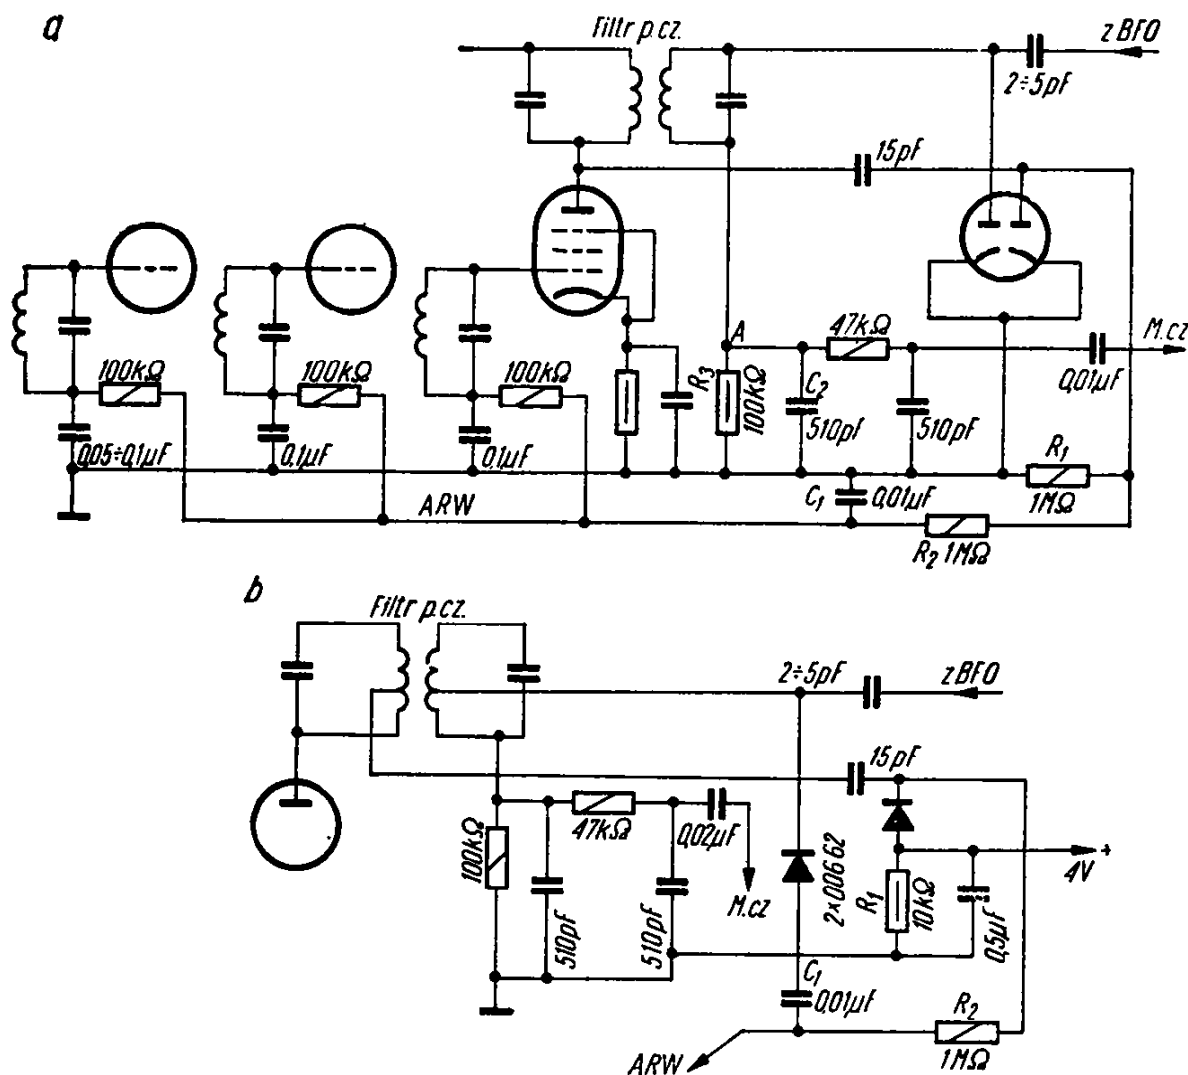 a
Filtr p.cz.
z BFO
2÷5pF
15pF
A
47kΩ
M.cz
100kΩ
100kΩ
100kΩ
R3
100kΩ
C2
510pF
510pF
0,01µF
0,05÷0,1µF
0,1µF
0,1µF
R1
1MΩ
ARW
C1
0,01µF
R2 1MΩ
b
Filtr p.cz.
2÷5pF
z BFO
15pF
100kΩ
47kΩ
0,02µF
M.cz
510pF
510pF
2×00662
R1
10kΩ
0,5µF
+
4V
C1
0,01µF
R2
1MΩ
ARW